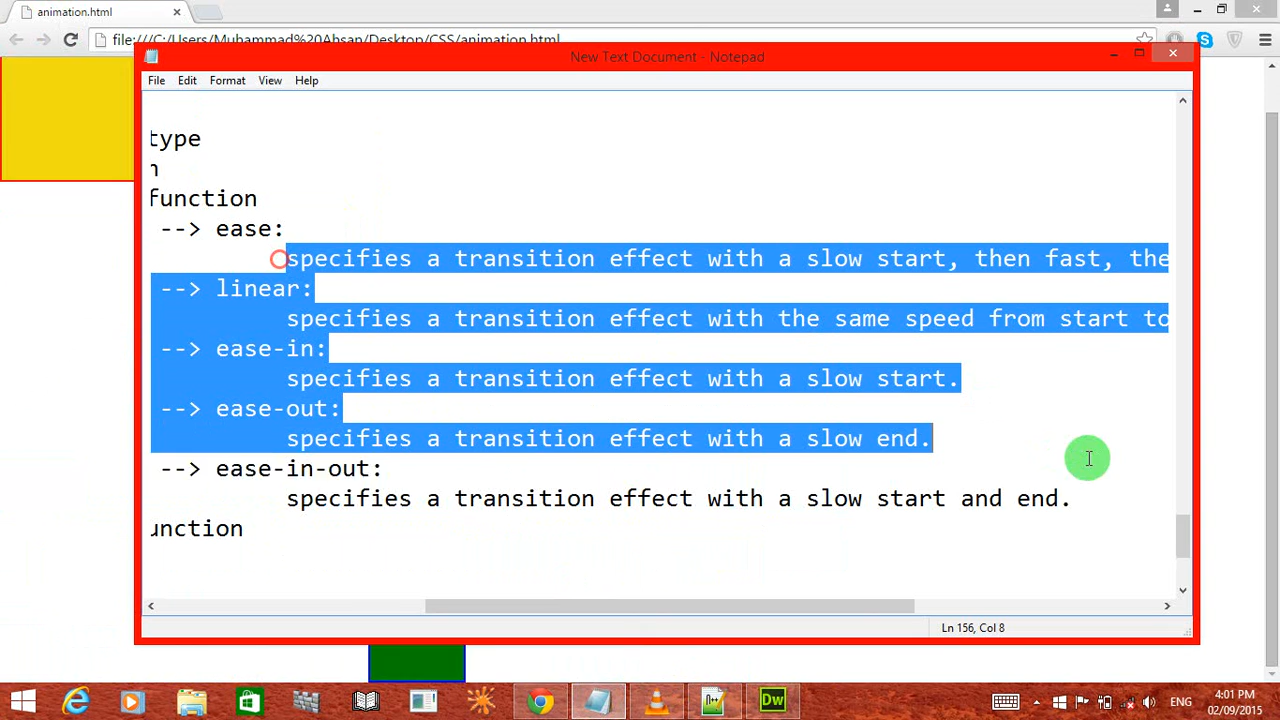 animation.html
file:///C:/Users/Muhammad%20Ahsan/Desktop/CSS/animation.html
New Text Document - Notepad
File Edit Format View Help
type
n
function
--> ease:
specifies a transition effect with a slow start, then fast, the
--> linear:
specifies a transition effect with the same speed from start to
--> ease-in:
specifies a transition effect with a slow start.
--> ease-out:
specifies a transition effect with a slow end.
--> ease-in-out:
specifies a transition effect with a slow start and end.
unction
Ln 156, Col 8
Dw
ENG
4:01 PM
02/09/2015